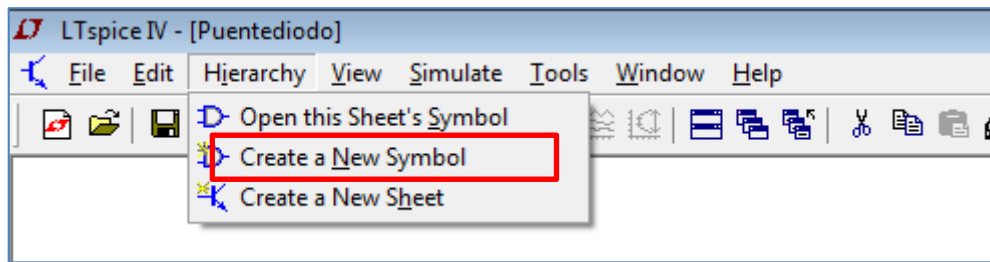 LTspice IV - [Puentediodo]
File Edit Hierarchy View Simulate Tools Window Help
Open this Sheet's Symbol
Create a New Symbol
Create a New Sheet